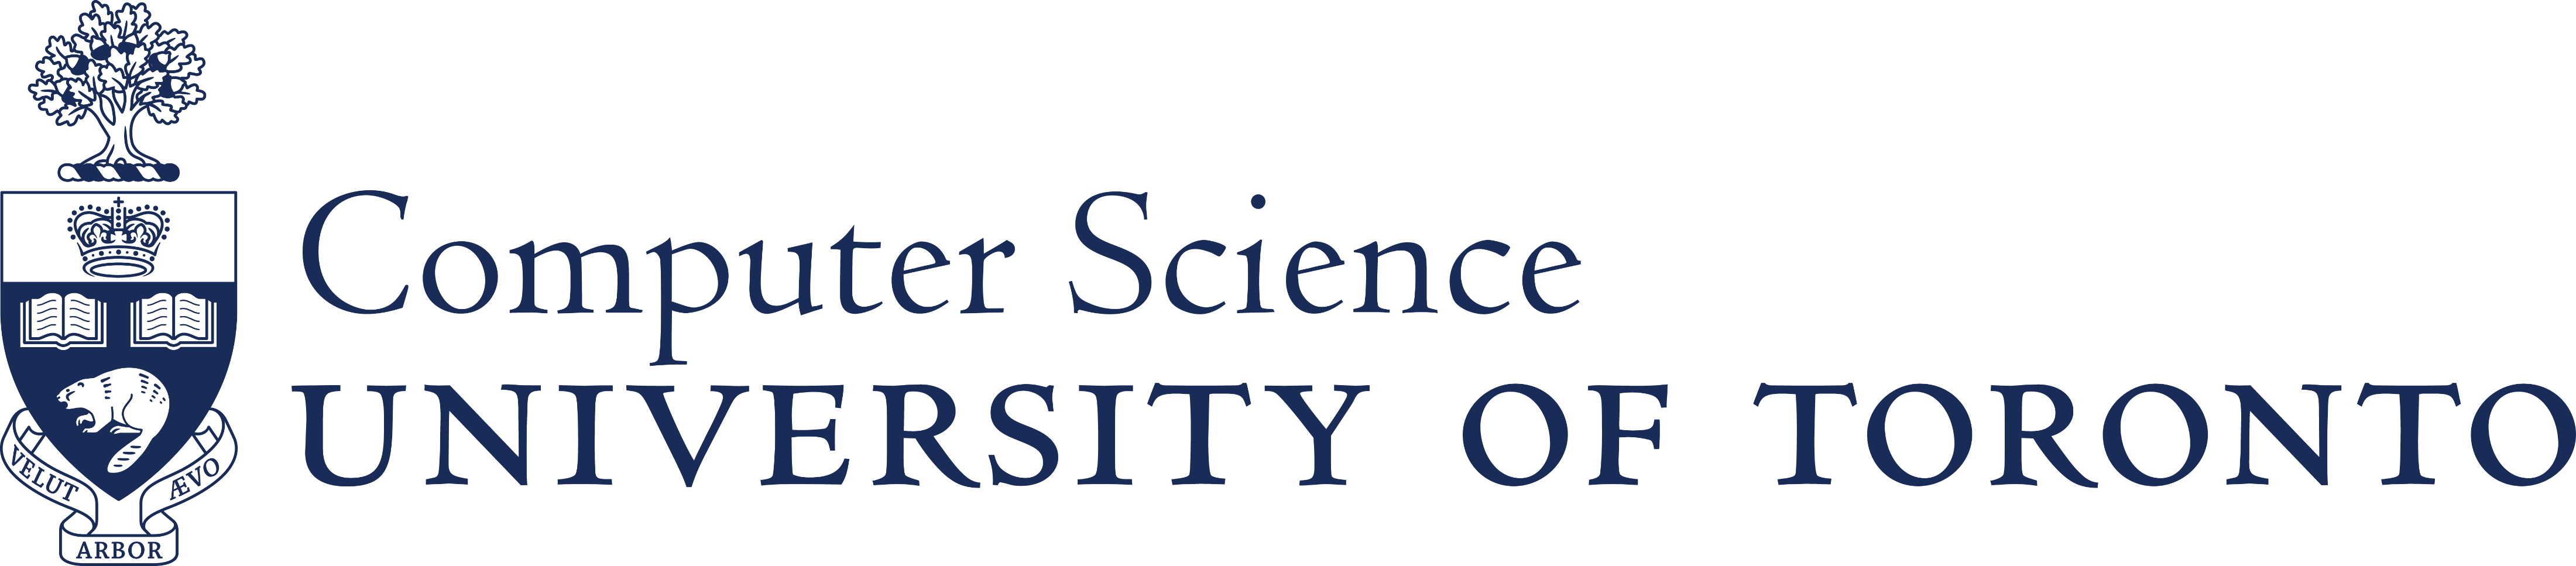 Computer Science
UNIVERSITY OF TORONTO
VELUT
ARBOR
ÆVO